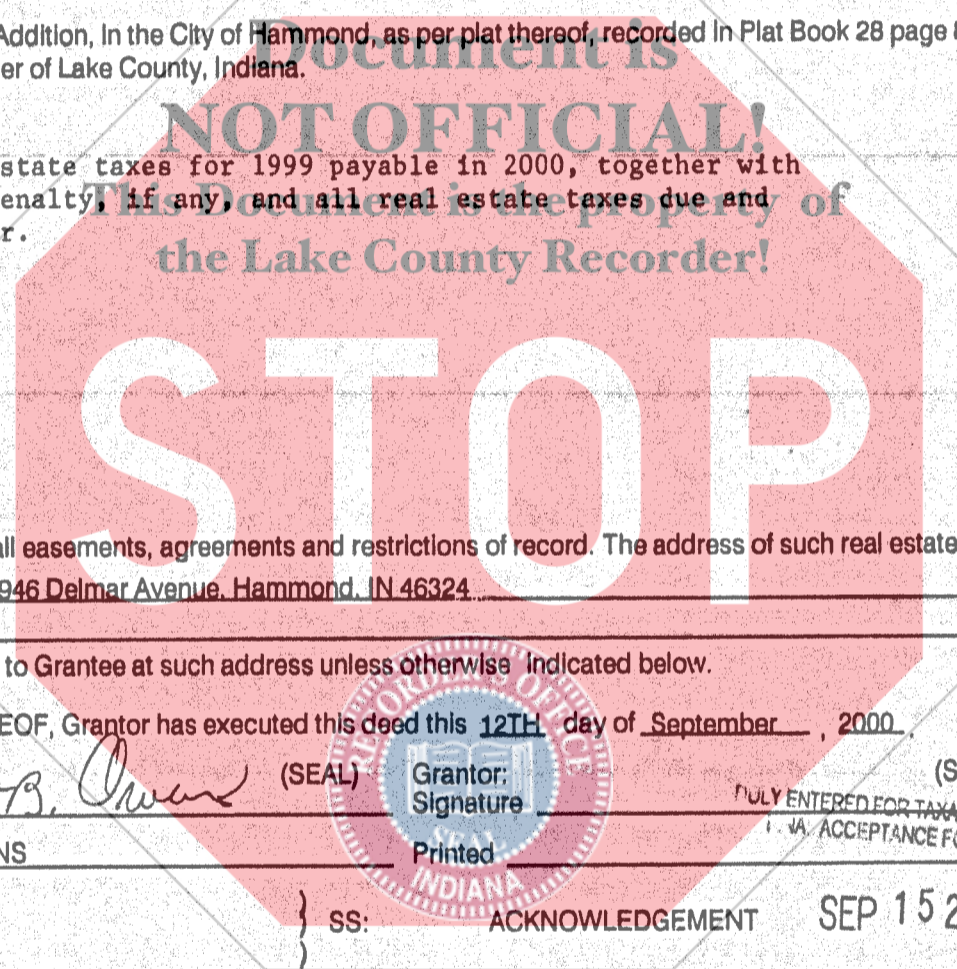 Document is
Addition, In the City of Hammond, as per plat thereof, recorded in Plat Book 28 page
er of Lake County, Indiana.
NOT OFFICIAL!
state taxes for 1999 payable in 2000, together with
enalty, if any, and all real estate taxes due and
This Document is the property of
r.
the Lake County Recorder!
STOP
all easements, agreements and restrictions of record. The address of such real estate
946 Delmar Avenue, Hammond, IN 46324
to Grantee at such address unless otherwise indicated below.
EOF, Grantor has executed this deed this 12TH day of September, 2000.
B. Owens (SEAL) Grantor: (S
Signature
DULY ENTERED FOR TAXA
ACCEPTANCE FO
NS Printed
RECORDER'S OFFICE
SEAL
INDIANA
SS: ACKNOWLEDGEMENT SEP 15 2